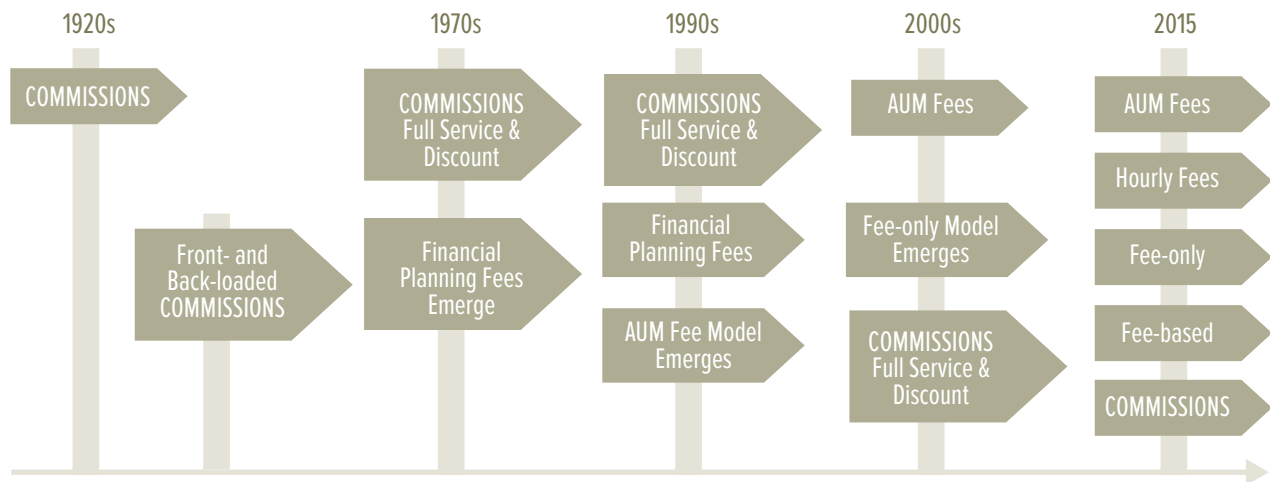 1920s
COMMISSIONS
Front- and
Back-loaded
COMMISSIONS
1970s
COMMISSIONS
Full Service &
Discount
Financial
Planning Fees
Emerge
1990s
COMMISSIONS
Full Service &
Discount
Financial
Planning Fees
AUM Fee Model
Emerges
2000s
AUM Fees
Fee-only Model
Emerges
COMMISSIONS
Full Service &
Discount
2015
AUM Fees
Hourly Fees
Fee-only
Fee-based
COMMISSIONS